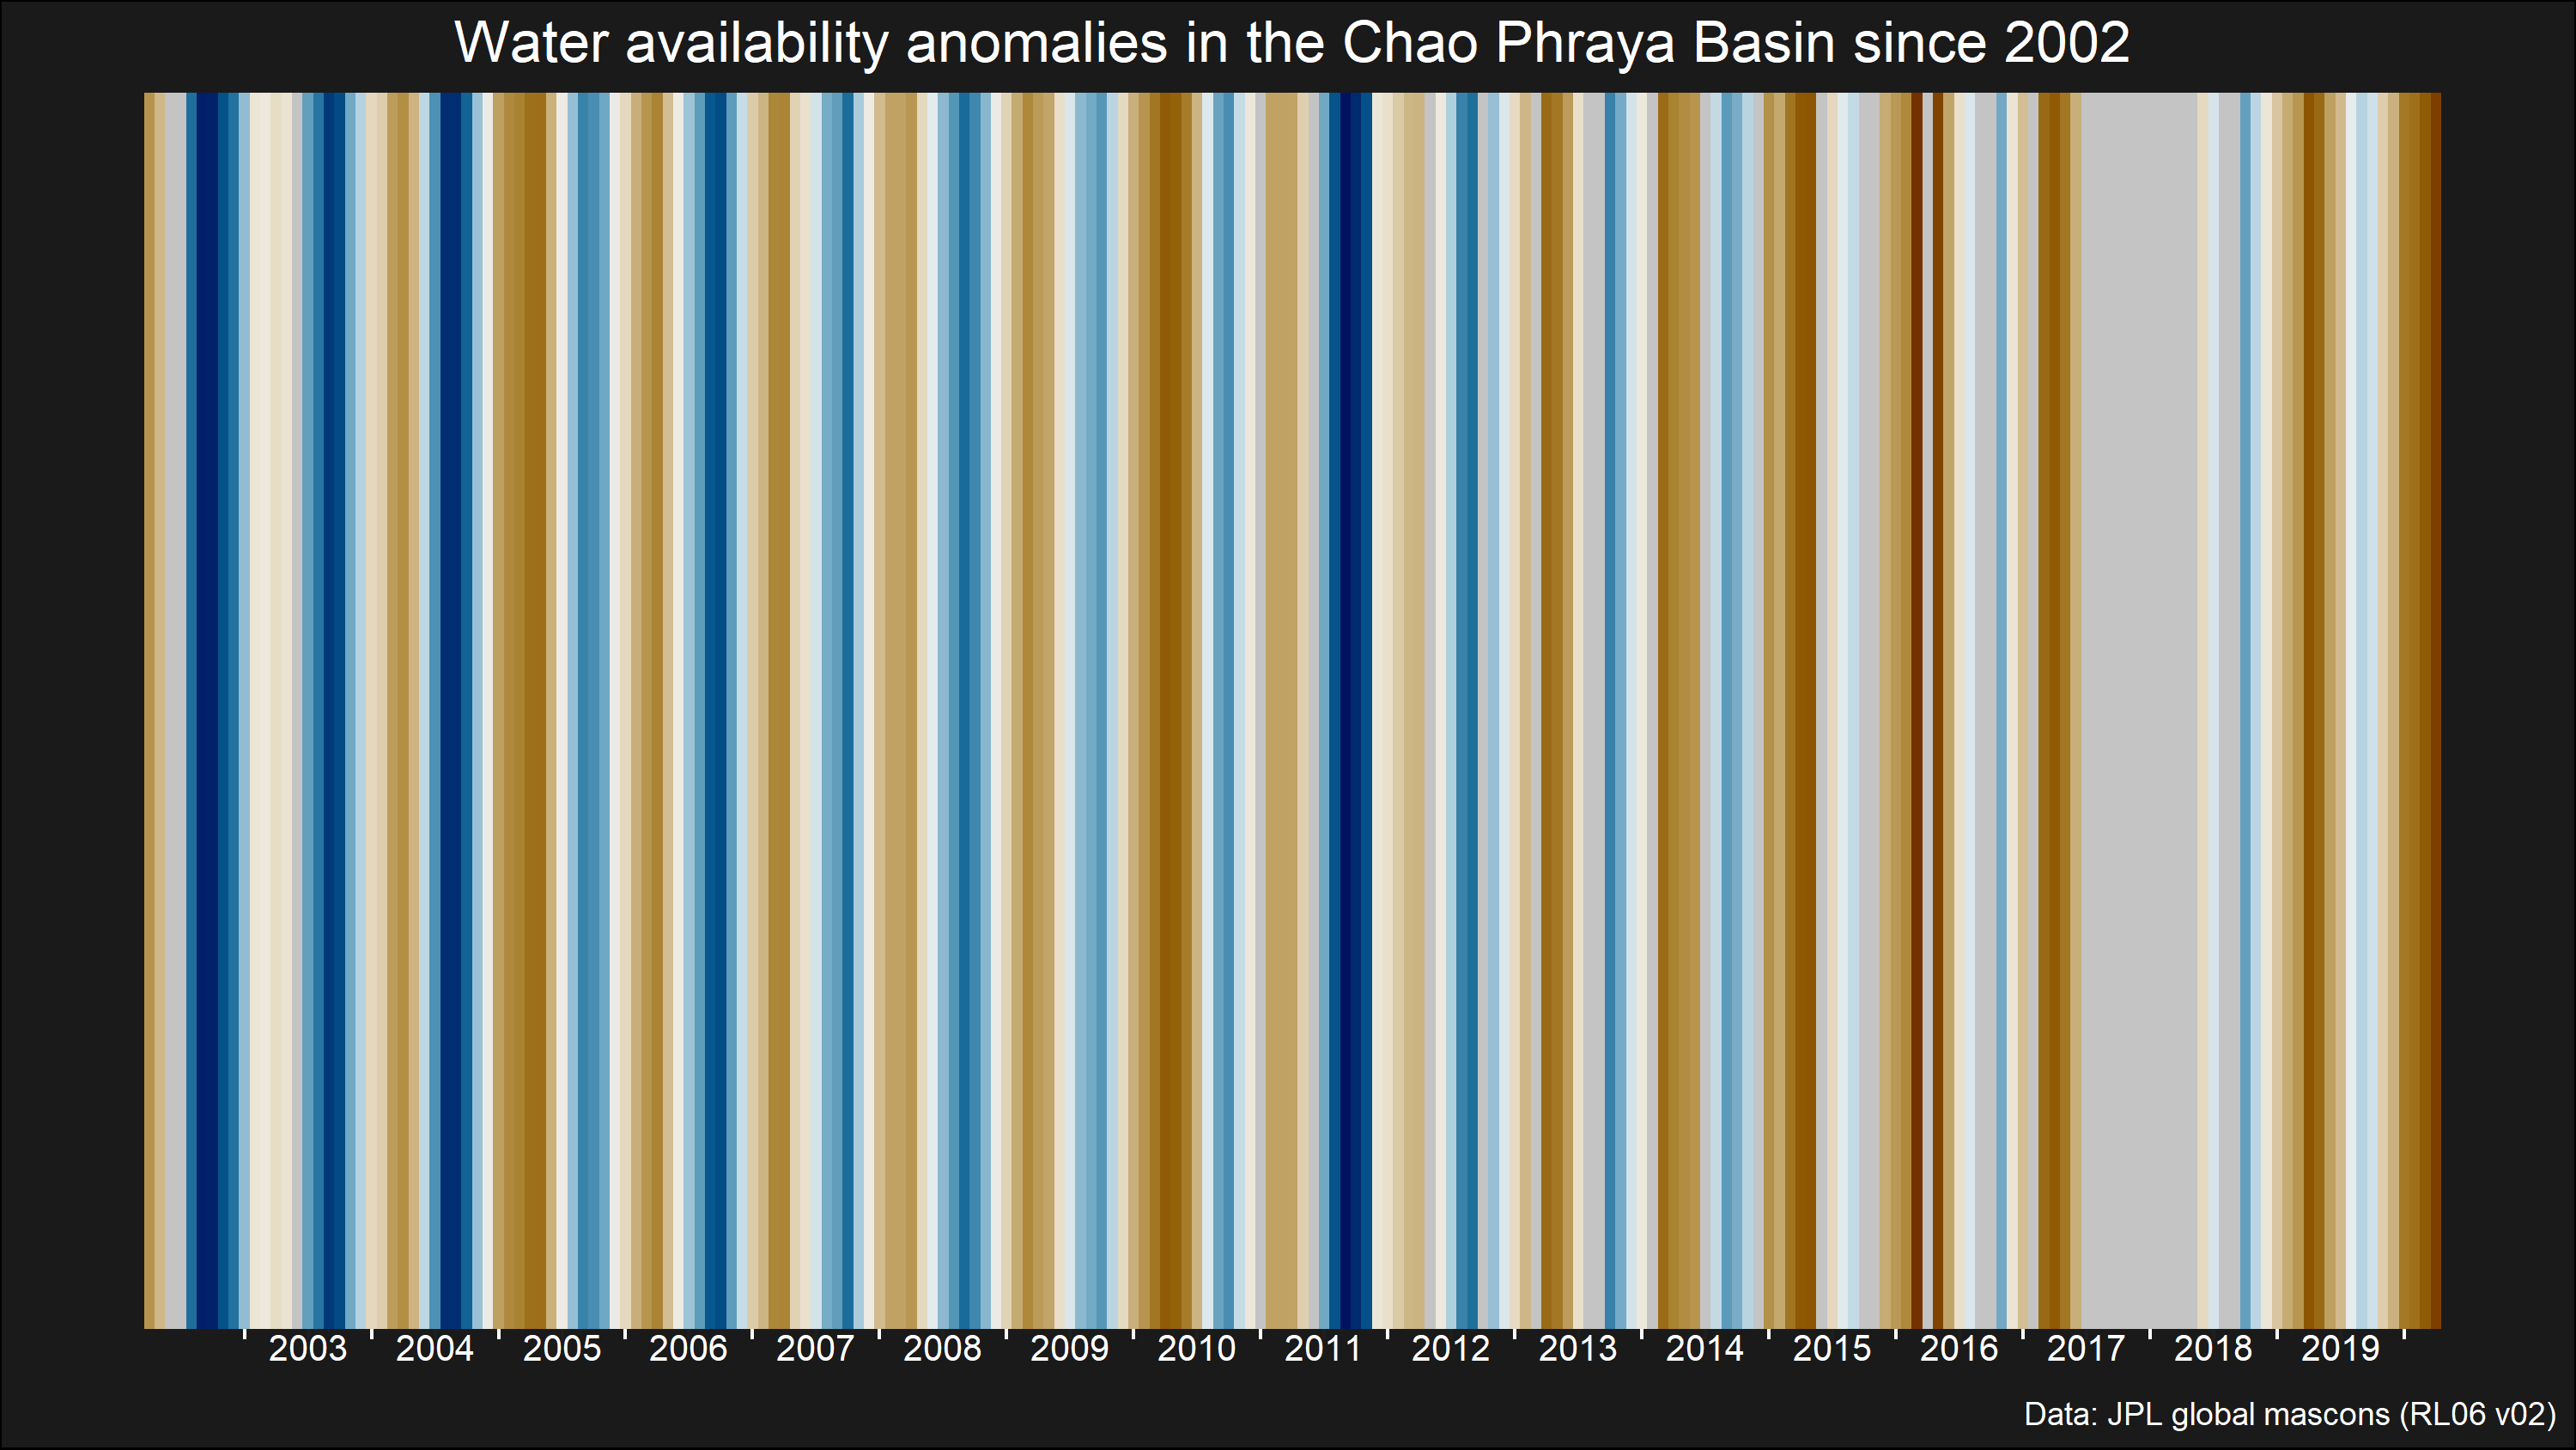 Water availability anomalies in the Chao Phraya Basin since 2002
2003 2004 2005 2006 2007 2008 2009 2010 2011 2012 2013 2014 2015 2016 2017 2018 2019
Data: JPL global mascons (RL06 v02)